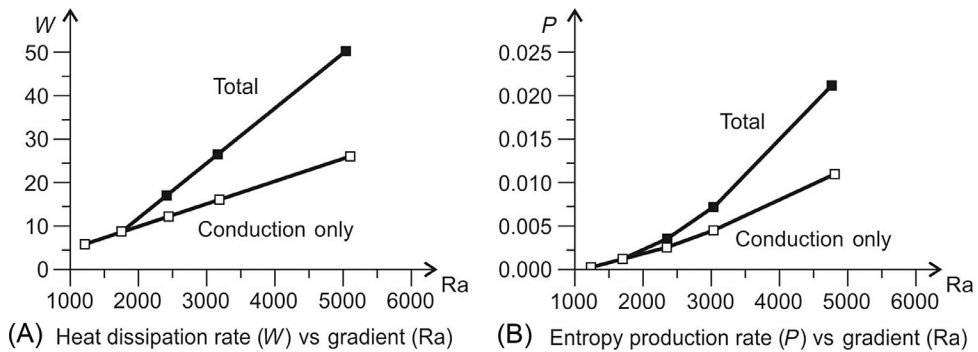 W
50
40
30
20
10
0
Total
Conduction only
1000 2000 3000 4000 5000 6000
Ra
(A) Heat dissipation rate (W) vs gradient (Ra)
P
0.025
0.020
0.015
0.010
0.005
0.000
Total
Conduction only
1000 2000 3000 4000 5000 6000
Ra
(B) Entropy production rate (P) vs gradient (Ra)